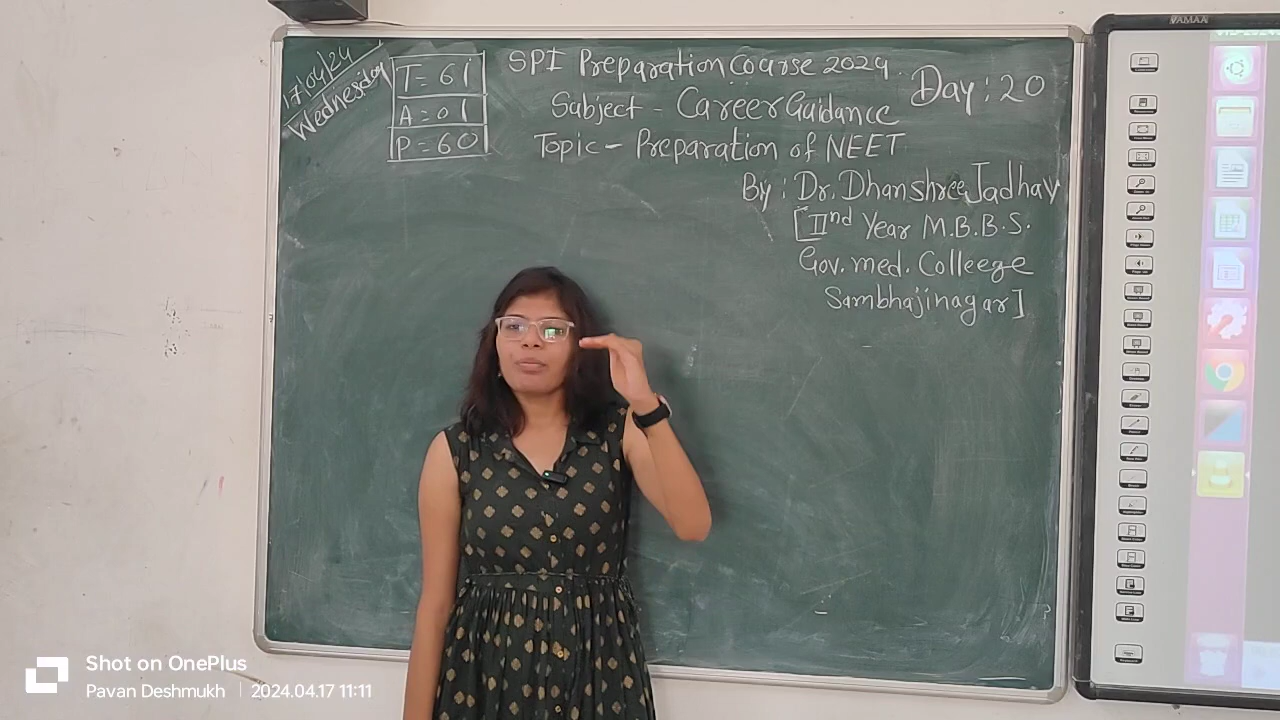 17/04/24
Wednesday
T = 61
A = 01
P = 60
SPI Preparation Course 2024.
Day : 20
Subject - Career Guidance
Topic - Preparation of NEET
By : Dr. Dhanshree Jadhav
[IInd Year M.B.B.S.
Gov. med. Colleege
Sambhajinagar]
VAMAA
Shot on OnePlus
Pavan Deshmukh | 2024.04.17 11:11